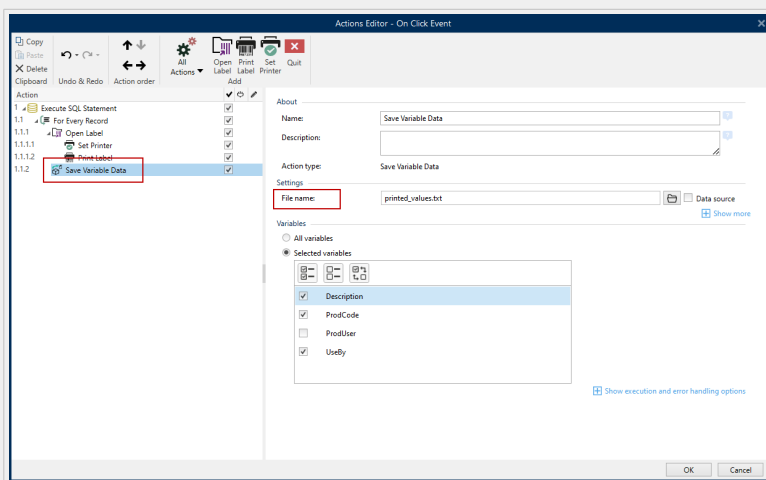 Actions Editor - On Click Event
Copy
Paste
Delete
Clipboard
Undo & Redo
Action order
All Actions
Open Label
Print Label
Set Printer
Quit
Add
Action
1 Execute SQL Statement
1.1 For Every Record
1.1.1 Open Label
1.1.1.1 Set Printer
1.1.1.2 Print Label
1.1.2 Save Variable Data
About
Name: Save Variable Data
Description:
Action type: Save Variable Data
Settings
File name: printed_values.txt Data source
Show more
Variables
All variables
Selected variables
Description
ProdCode
ProdUser
UseBy
Show execution and error handling options
OK Cancel